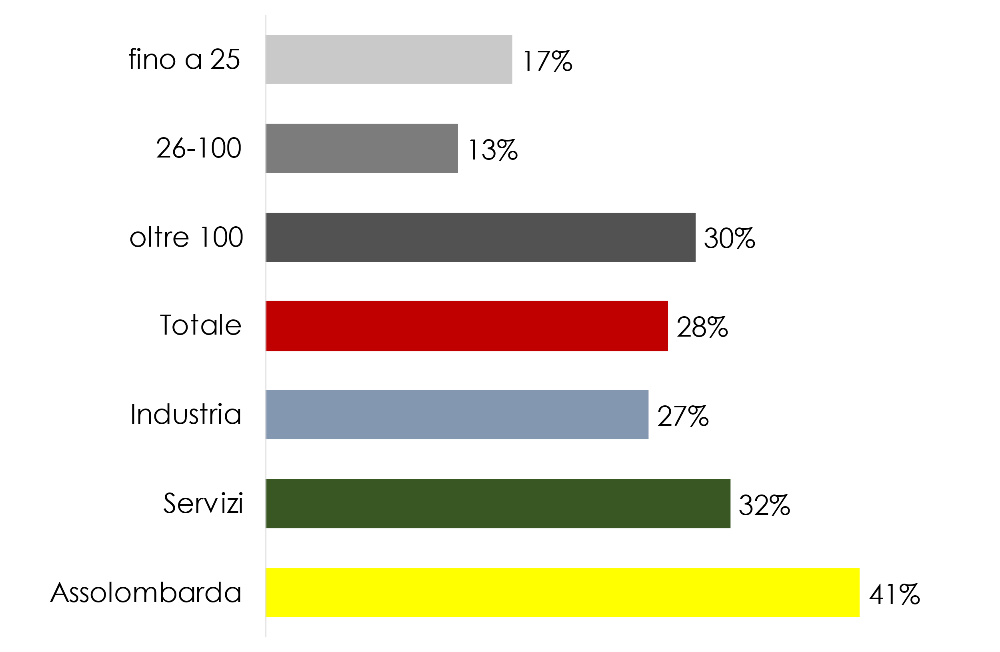 fino a 25 17%
26-100 13%
oltre 100 30%
Totale 28%
Industria 27%
Servizi 32%
Assolombarda 41%